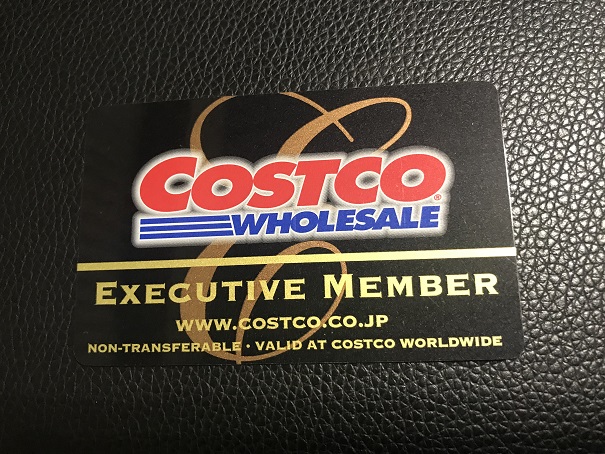 COSTCO®
WHOLESALE
EXECUTIVE MEMBER
WWW.COSTCO.CO.JP
NON-TRANSFERABLE · VALID AT COSTCO WORLDWIDE